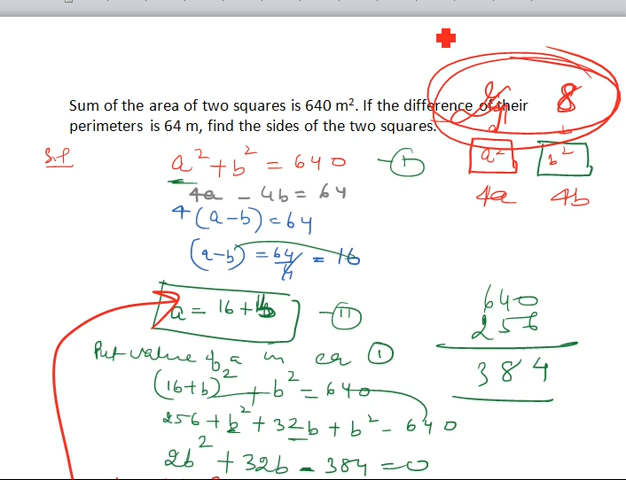 Sum of the area of two squares is 640 m². If the difference of their
perimeters is 64 m, find the sides of the two squares.
8
Sol
a² + b² = 640 —(I)
a² b²
4a - 4b = 64
4a 4b
4(a-b) = 64
(a-b) = 64/4 = 16
a = 16 + b —(II)
640
256
384
Put value of a in eq (1)
(16+b)² + b² = 640
256 + b² + 32b + b² - 640
2b² + 32b - 384 = 0